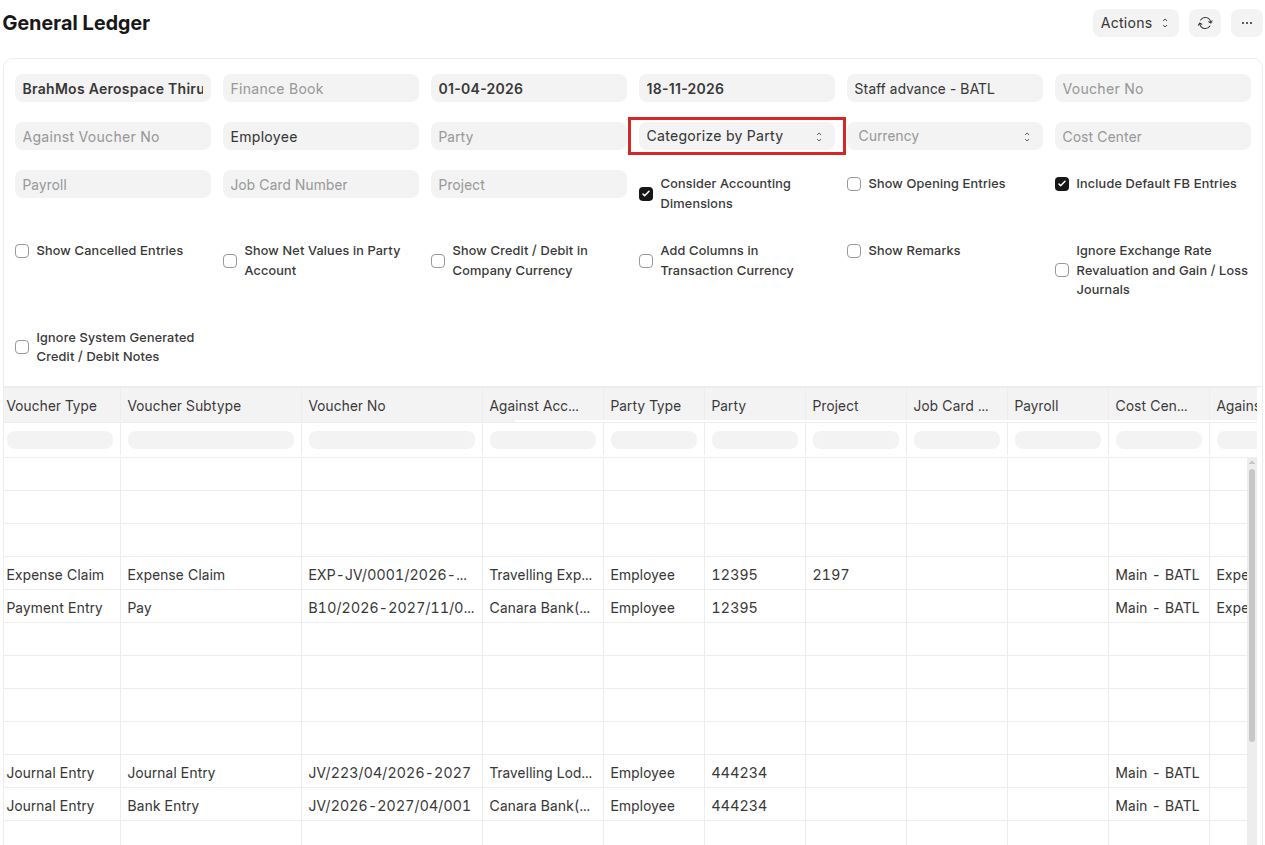 General Ledger
Actions
BrahMos Aerospace Thiru
Finance Book
01-04-2026
18-11-2026
Staff advance - BATL
Voucher No
Against Voucher No
Employee
Party
Categorize by Party
Currency
Cost Center
Payroll
Job Card Number
Project
Consider Accounting
Dimensions
Show Opening Entries
Include Default FB Entries
Show Cancelled Entries
Show Net Values in Party
Account
Show Credit / Debit in
Company Currency
Add Columns in
Transaction Currency
Show Remarks
Ignore Exchange Rate
Revaluation and Gain / Loss
Journals
Ignore System Generated
Credit / Debit Notes
Voucher Type Voucher Subtype Voucher No Against Acc... Party Type Party Project Job Card ... Payroll Cost Cen... Agains
Expense Claim Expense Claim EXP-JV/0001/2026-... Travelling Exp... Employee 12395 2197 Main - BATL Expe
Payment Entry Pay B10/2026-2027/11/0... Canara Bank(... Employee 12395 Main - BATL Expe
Journal Entry Journal Entry JV/223/04/2026-2027 Travelling Lod... Employee 444234 Main - BATL
Journal Entry Bank Entry JV/2026-2027/04/001 Canara Bank(... Employee 444234 Main - BATL